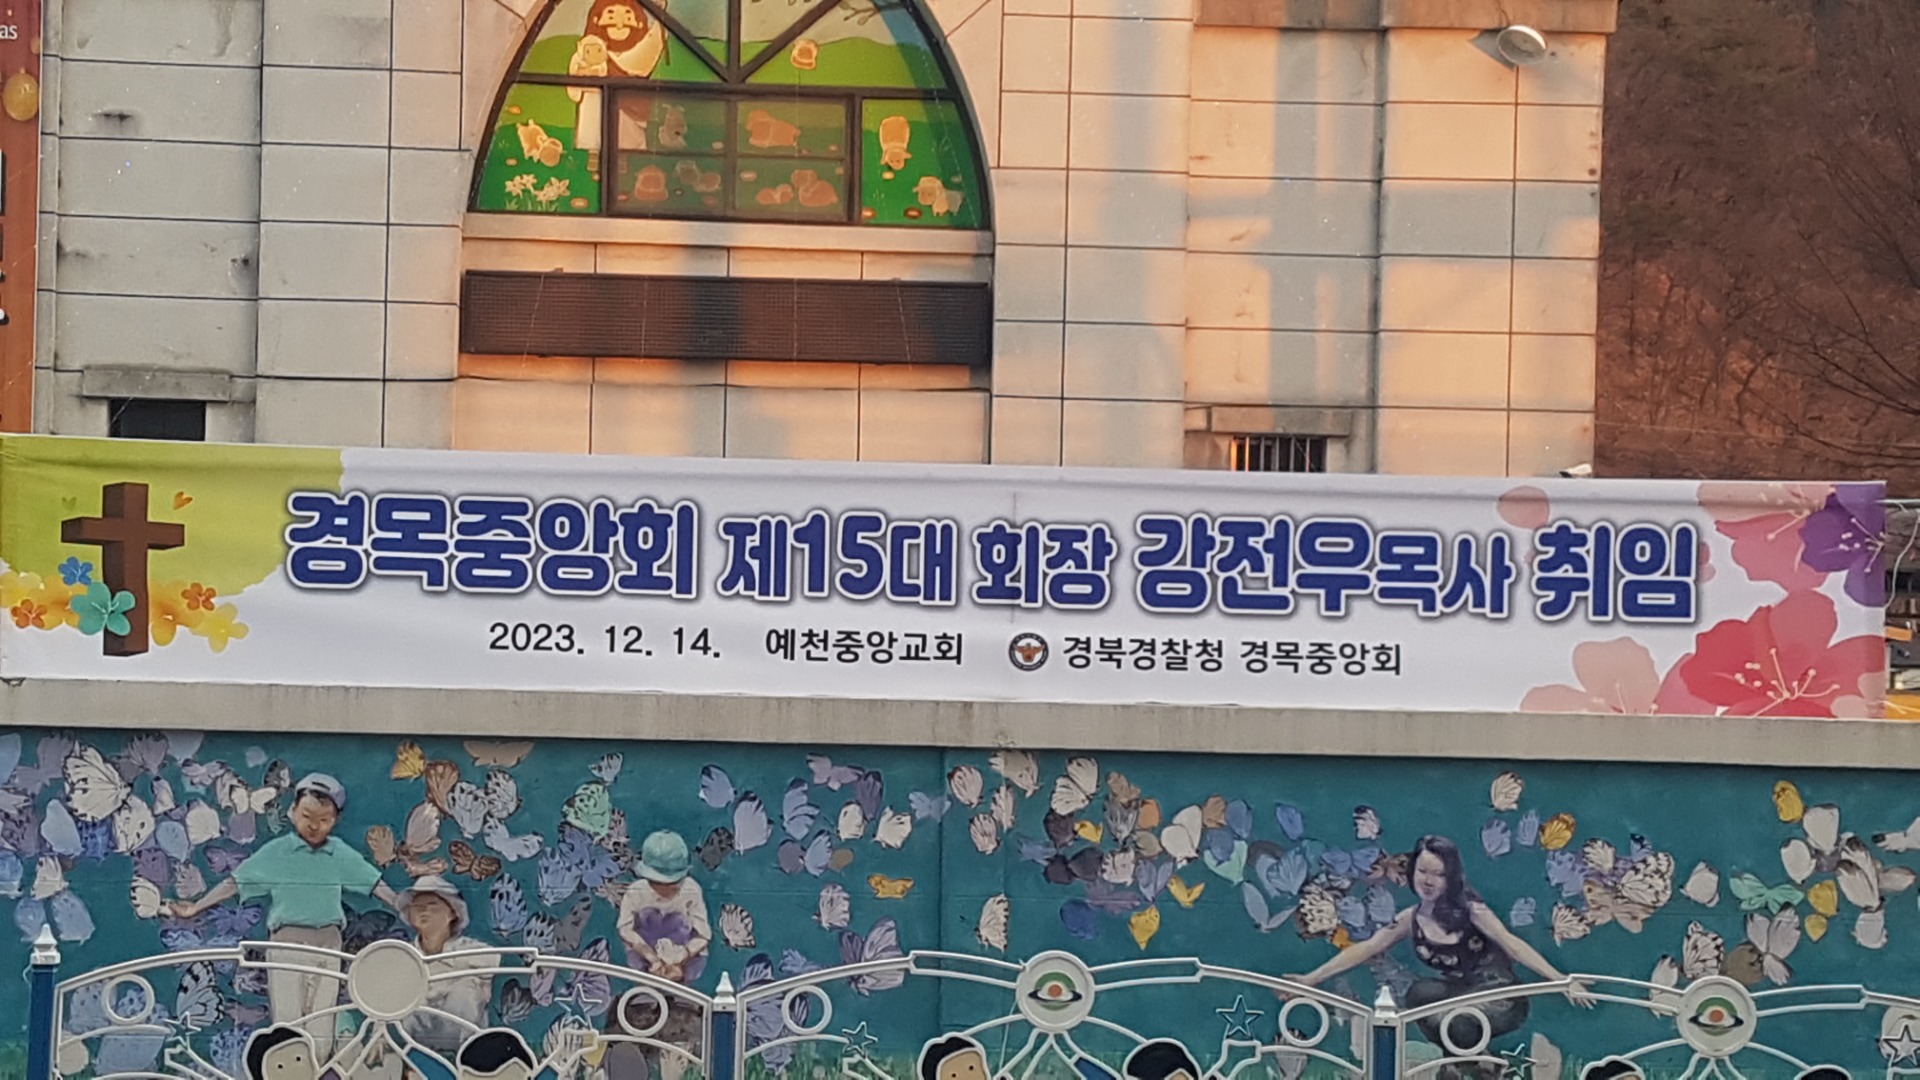 as
경목중앙회 제15대 회장 강전우목사 취임
2023. 12. 14. 예천중앙교회 경북경찰청 경목중앙회